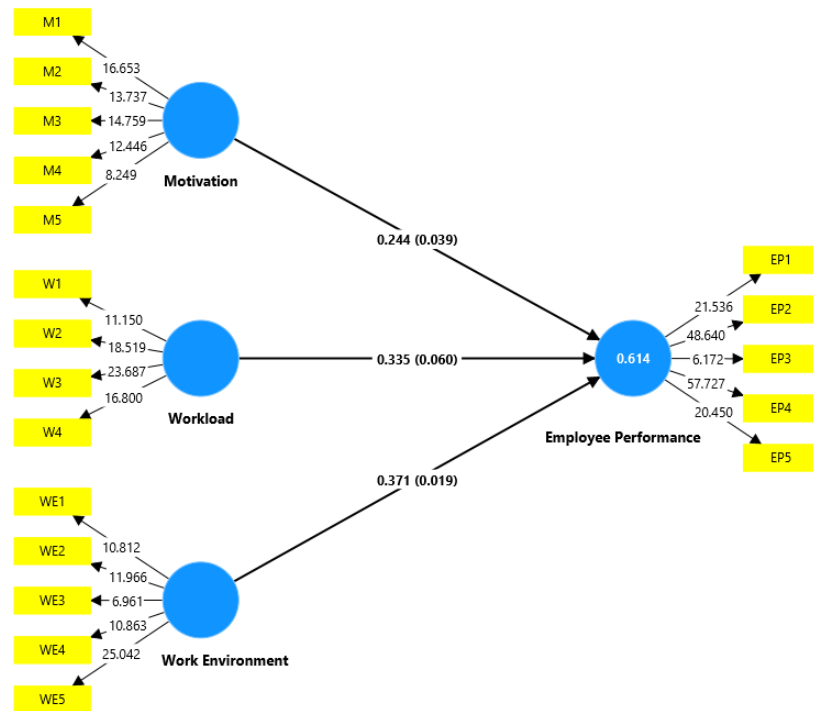 M1
M2
M3
M4
M5
16.653
13.737
14.759
12.446
8.249
Motivation
W1
W2
W3
W4
11.150
18.519
23.687
16.800
Workload
WE1
WE2
WE3
WE4
WE5
10.812
11.966
6.961
10.863
25.042
Work Environment
0.244 (0.039)
0.335 (0.060)
0.371 (0.019)
0.614
Employee Performance
21.536
48.640
6.172
57.727
20.450
EP1
EP2
EP3
EP4
EP5